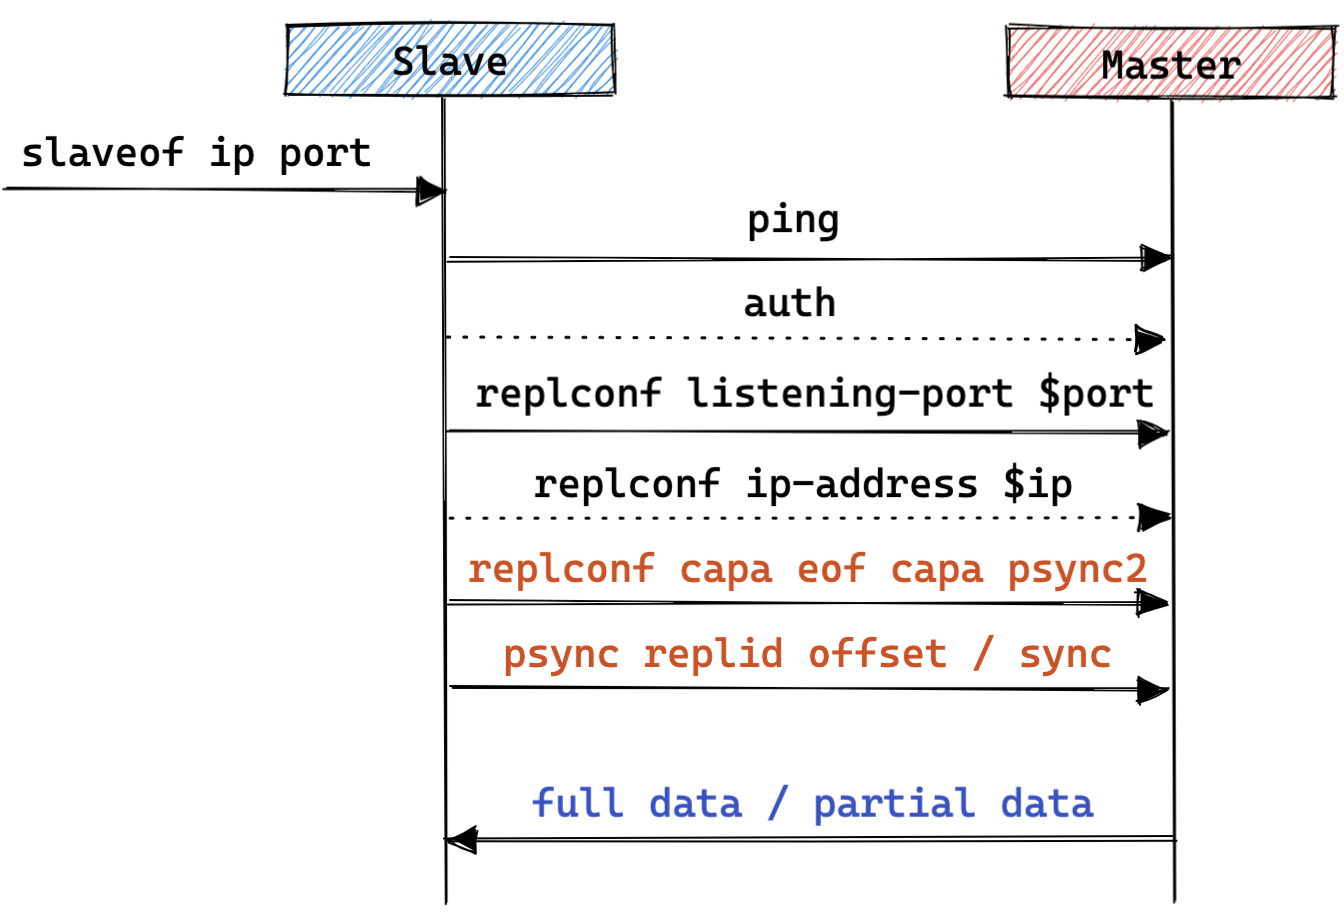 Slave
Master
slaveof ip port
ping
auth
replconf listening-port $port
replconf ip-address $ip
replconf capa eof capa psync2
psync replid offset / sync
full data / partial data